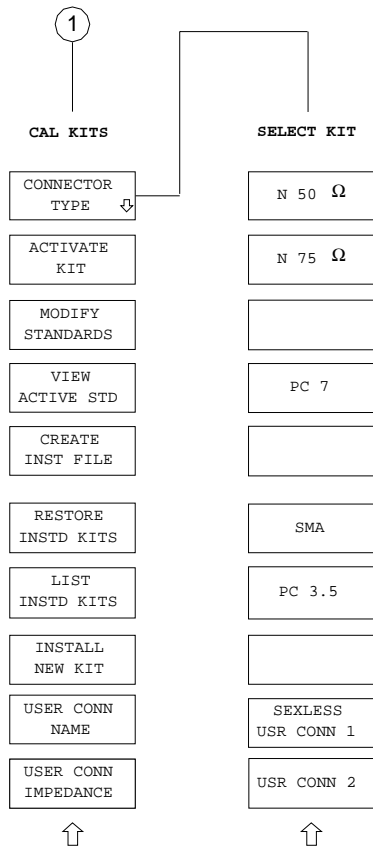 1
CAL KITS
CONNECTOR
TYPE
ACTIVATE
KIT
MODIFY
STANDARDS
VIEW
ACTIVE STD
CREATE
INST FILE
RESTORE
INSTD KITS
LIST
INSTD KITS
INSTALL
NEW KIT
USER CONN
NAME
USER CONN
IMPEDANCE
SELECT KIT
N 50 Ω
N 75 Ω
PC 7
SMA
PC 3.5
SEXLESS
USR CONN 1
USR CONN 2